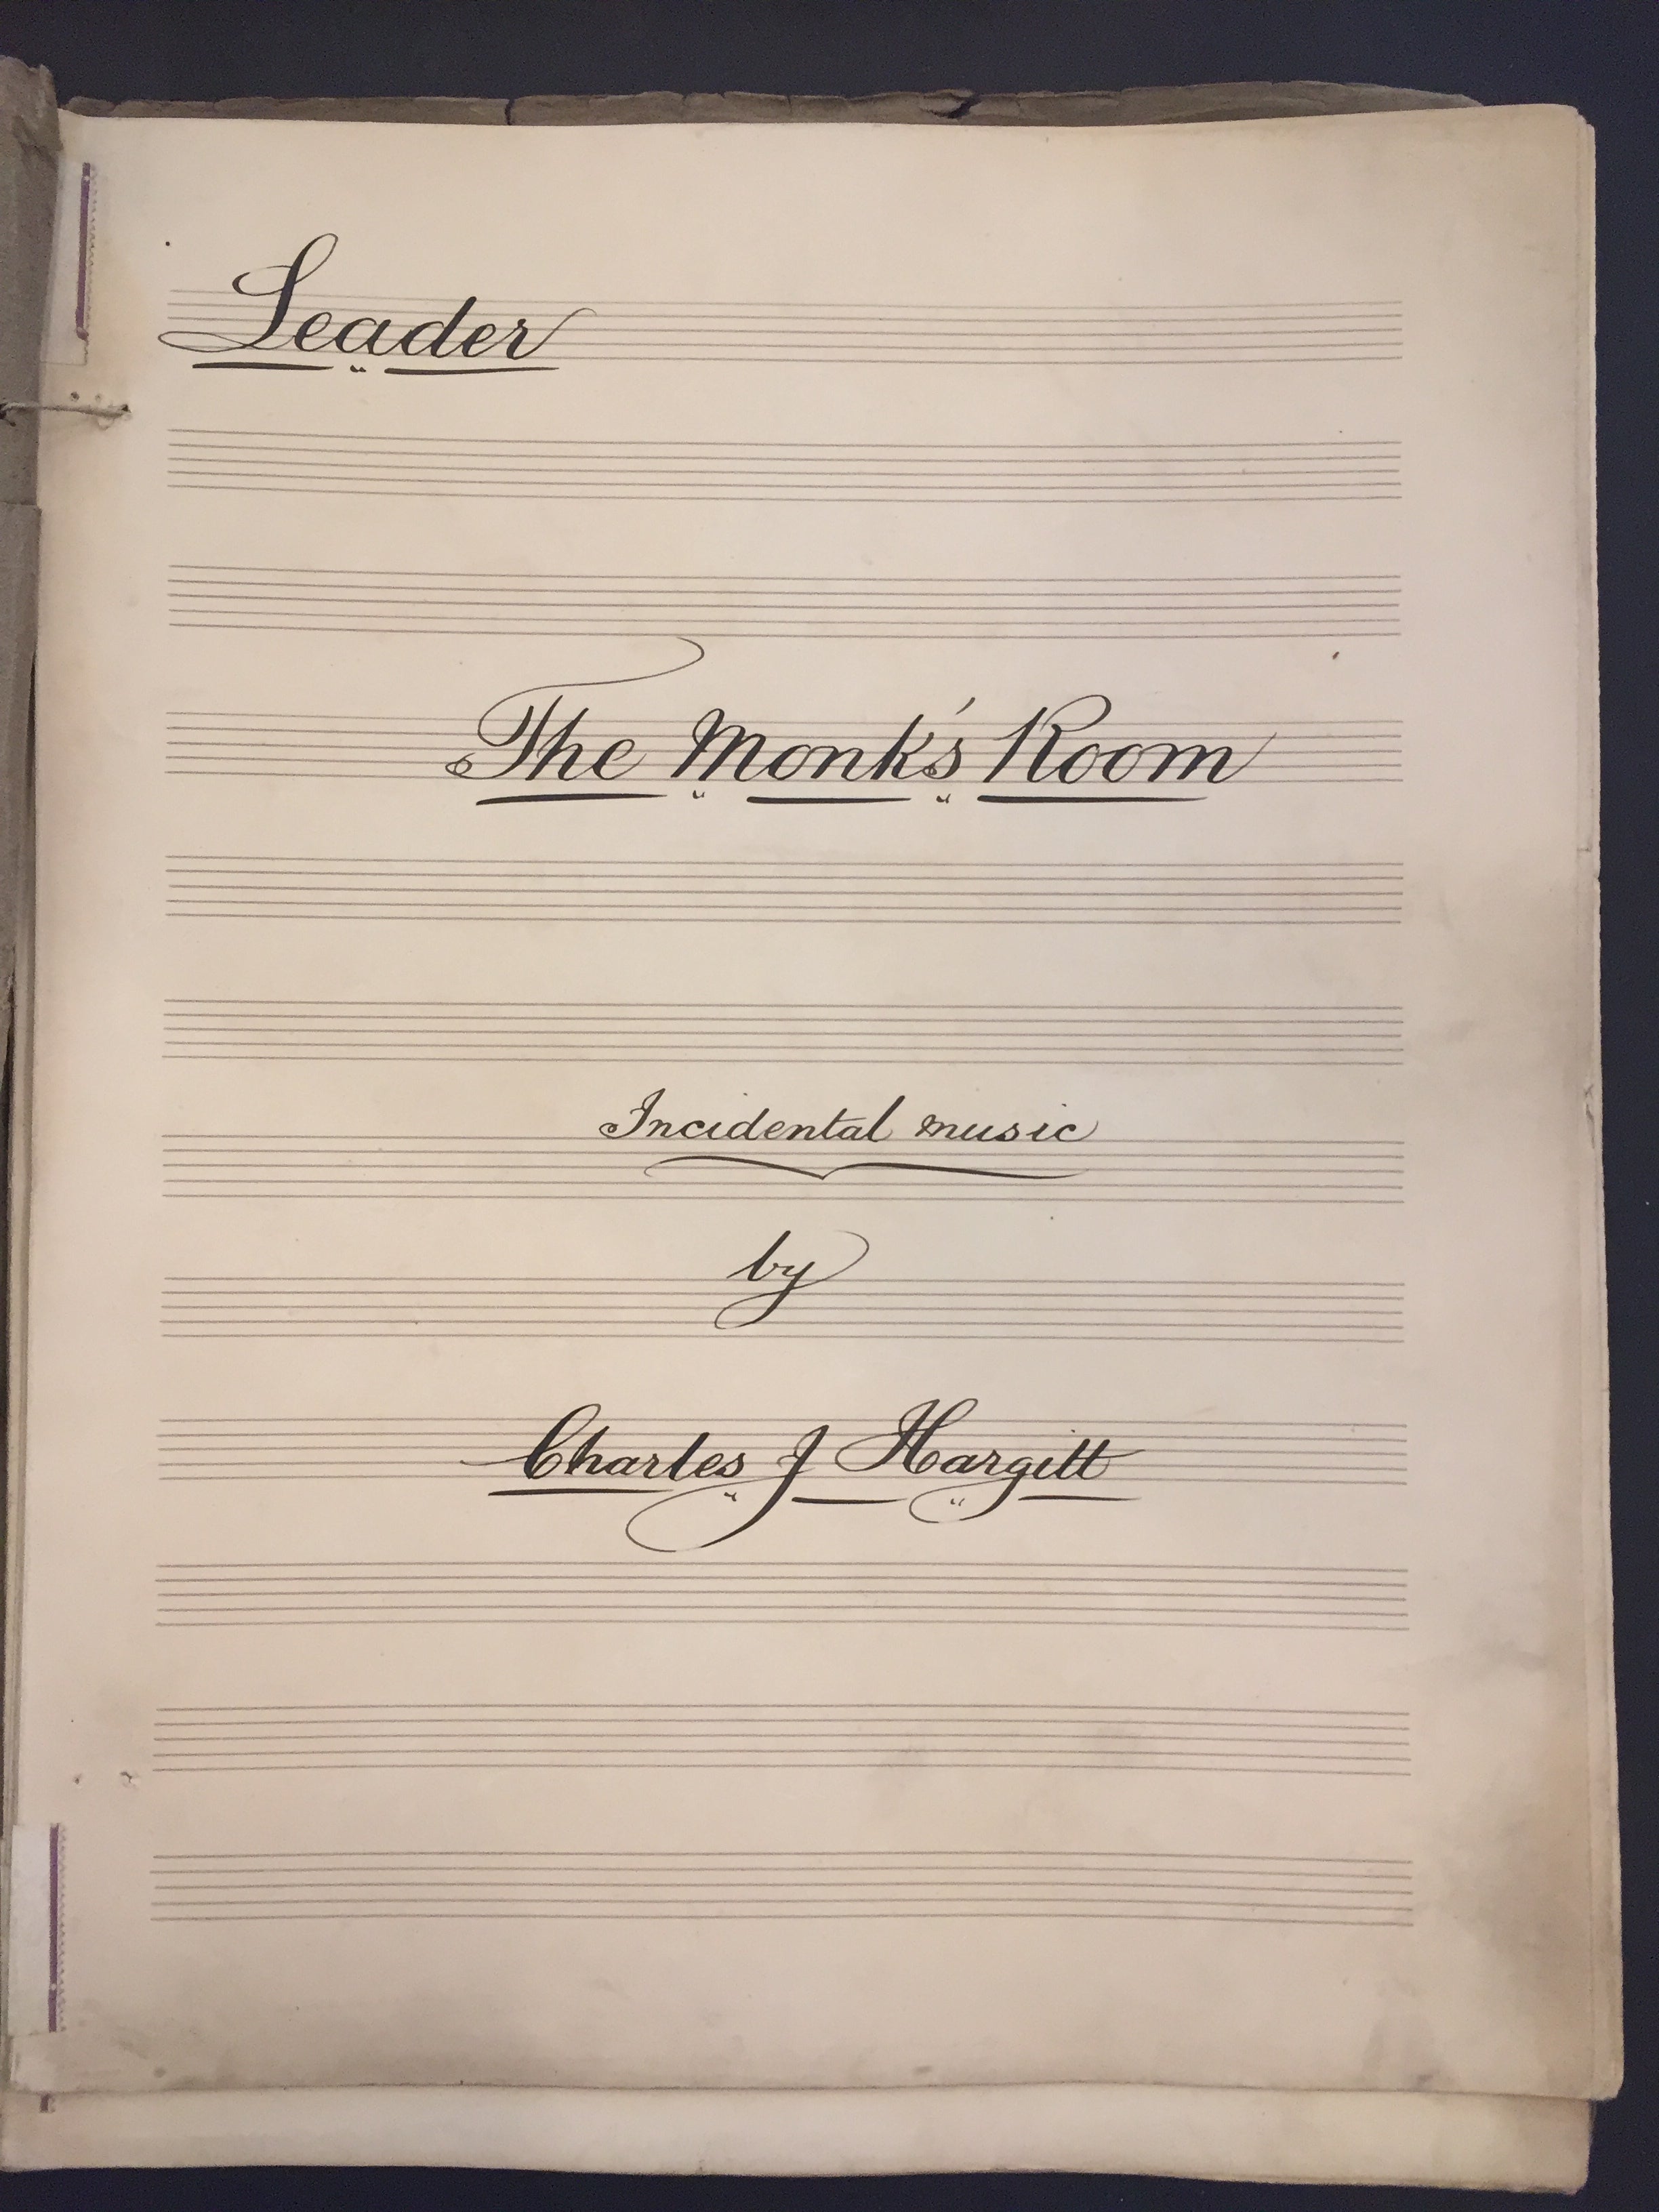 Leader
The Monk's Room
Incidental music
by
Charles J Hargitt